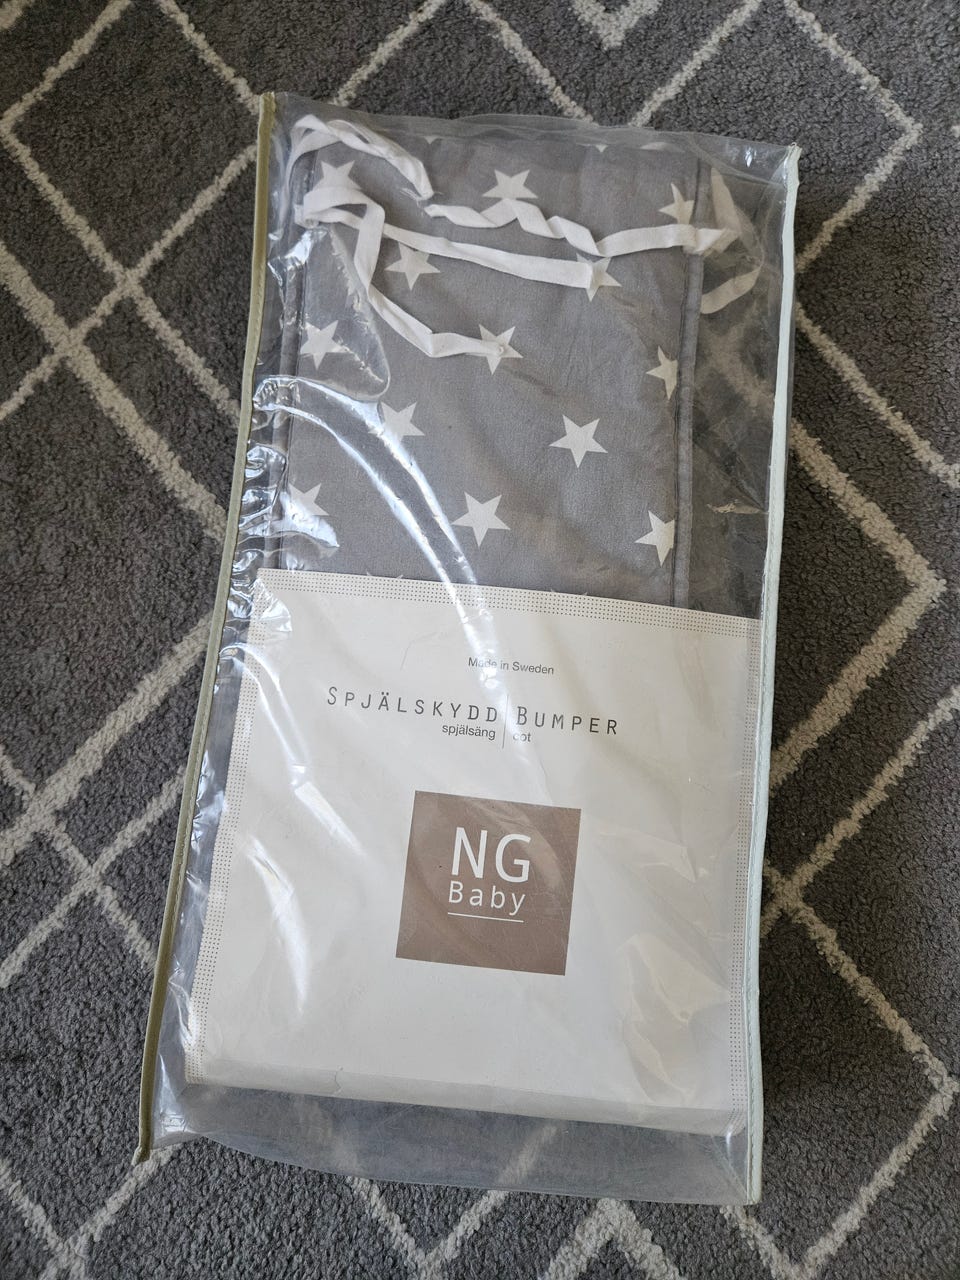 Made in Sweden
SPJÄLSKYDD BUMPER
spjälsäng cot
NG
Baby